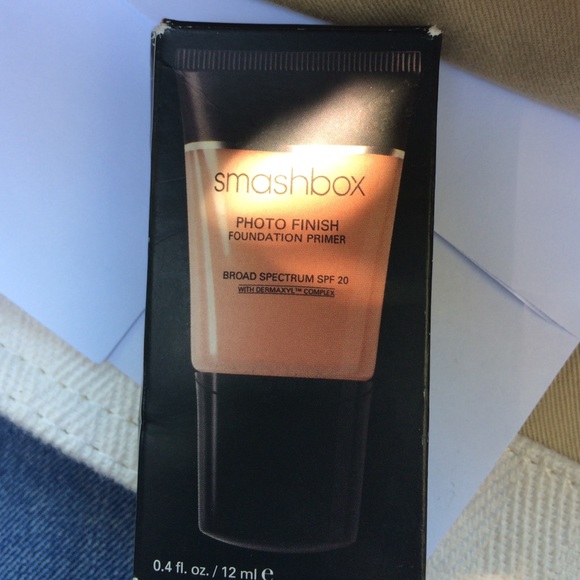 smashbox
PHOTO FINISH
FOUNDATION PRIMER
BROAD SPECTRUM SPF 20
WITH DERMAXYL™ COMPLEX
0.4 fl. oz. / 12 ml ℮